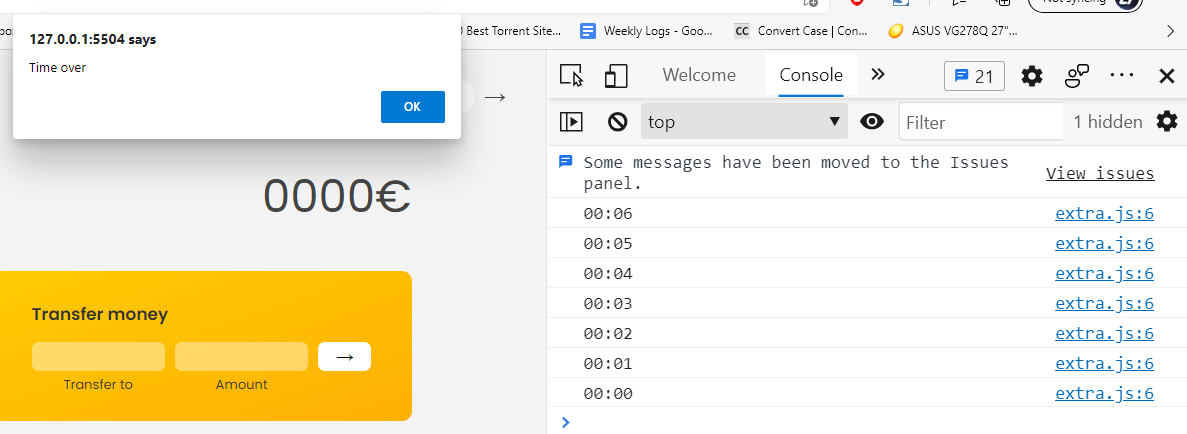 Not syncing
0 Best Torrent Site...
Weekly Logs - Goo...
CC
Convert Case | Con...
ASUS VG278Q 27"...
127.0.0.1:5504 says
Time over
OK
→
0000€
Transfer money
→
Transfer to
Amount
Welcome
Console
21
top
Filter
1 hidden
Some messages have been moved to the Issues
panel.
View issues
00:06 extra.js:6
00:05 extra.js:6
00:04 extra.js:6
00:03 extra.js:6
00:02 extra.js:6
00:01 extra.js:6
00:00 extra.js:6